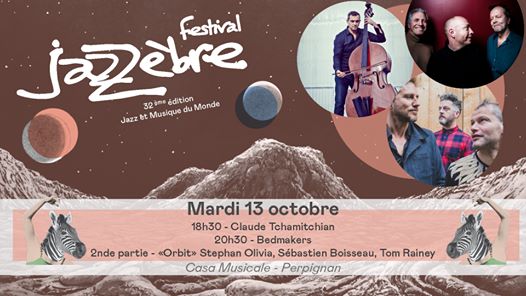 festival
jazzèbre
32ème édition
Jazz et Musique du Monde
Mardi 13 octobre
18h30 - Claude Tchamitchian
20h30 - Bedmakers
2nde partie - «Orbit» Stephan Olivia, Sébastien Boisseau, Tom Rainey
Casa Musicale - Perpignan